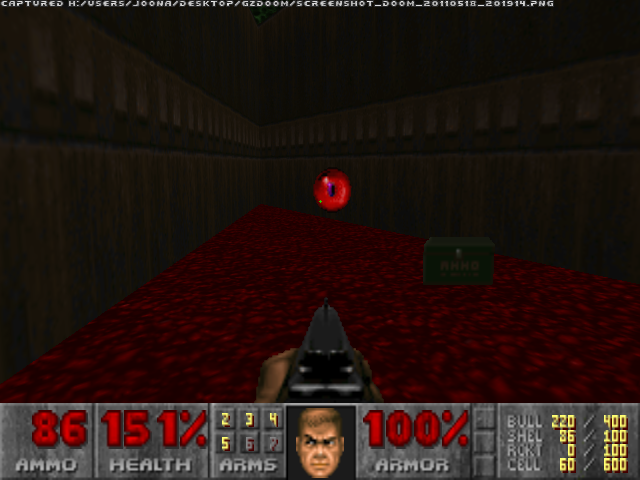 CAPTURED H:/USERS/JOONA/DESKTOP/GZDOOM/SCREENSHOT_DOOM_20110518_201914.PNG
AMMO
86 151% 2 3 4 100% BULL 220 / 400
5 6 7 SHEL 86 / 100
RCKT 0 / 100
AMMO HEALTH ARMS ARMOR CELL 60 / 600